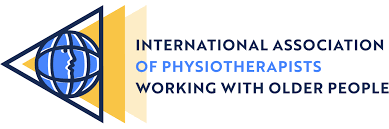 INTERNATIONAL ASSOCIATION
OF PHYSIOTHERAPISTS
WORKING WITH OLDER PEOPLE